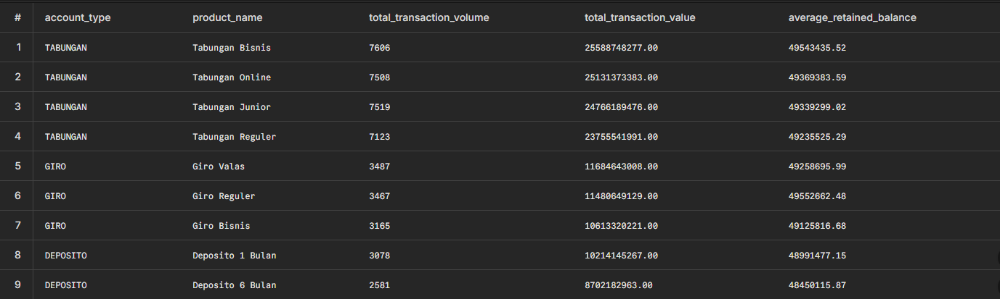 # account_type product_name total_transaction_volume total_transaction_value average_retained_balance
1 TABUNGAN Tabungan Bisnis 7606 25588748277.00 49543435.52
2 TABUNGAN Tabungan Online 7508 25131373383.00 49369383.59
3 TABUNGAN Tabungan Junior 7519 24766189476.00 49339299.02
4 TABUNGAN Tabungan Reguler 7123 23755541991.00 49235525.29
5 GIRO Giro Valas 3487 11684643008.00 49258695.99
6 GIRO Giro Reguler 3467 11480649129.00 49552662.48
7 GIRO Giro Bisnis 3165 10613320221.00 49125816.68
8 DEPOSITO Deposito 1 Bulan 3078 10214145267.00 48991477.15
9 DEPOSITO Deposito 6 Bulan 2581 8702182963.00 48450115.87